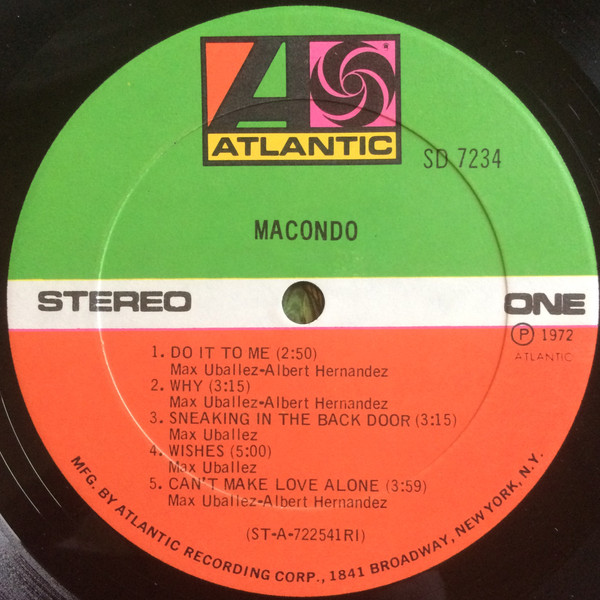 ATLANTIC
SD 7234
MACONDO
STEREO
ONE
Ⓟ 1972
ATLANTIC
1. DO IT TO ME (2:50)
Max Uballez-Albert Hernandez
2. WHY (3:15)
Max Uballez-Albert Hernandez
3. SNEAKING IN THE BACK DOOR (3:15)
Max Uballez
4. WISHES (5:00)
Max Uballez
5. CAN'T MAKE LOVE ALONE (3:59)
Max Uballez-Albert Hernandez
(ST-A-722541RI)
MFG. BY ATLANTIC RECORDING CORP., 1841 BROADWAY, NEW YORK, N.Y.